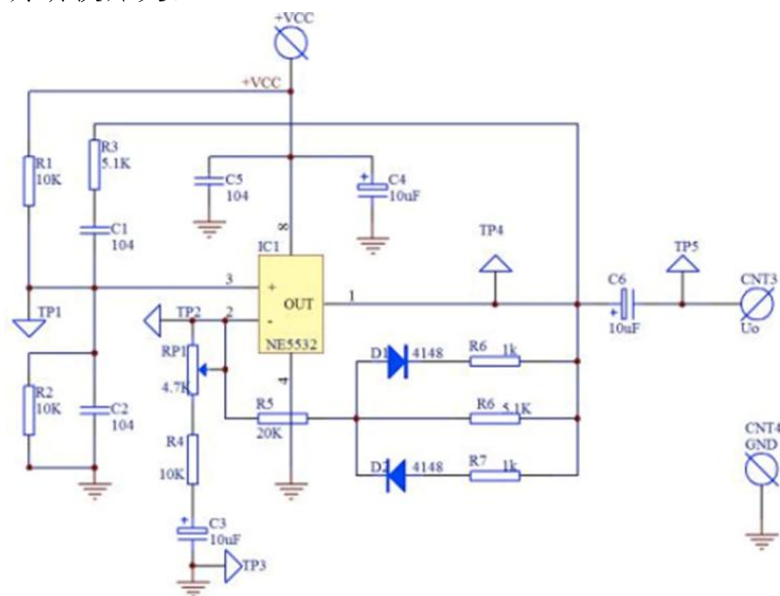 +VCC
+VCC
R3
5.1K
R1
10K
C5
104
C4
10uF
C1
104
8
IC1
TP4
TP5
3
+
C6
CNT3
OUT
1
TP1
TP2
2
-
+
10uF
Uo
NE5532
RP1
4.7K
D1
4148
R6
1k
4
R2
10K
C2
104
R5
20K
R6
5.1K
R4
10K
D2
4148
R7
1k
CNT4
GND
+
C3
10uF
TP3